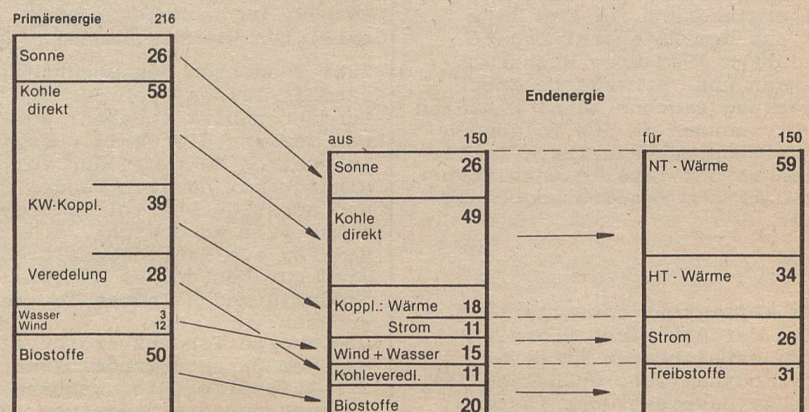 Primärenergie 216
Sonne 26
Kohle 58
direkt
KW-Koppl. 39
Veredelung 28
Wasser 3
Wind 12
Biostoffe 50
Endenergie
aus 150
Sonne 26
Kohle 49
direkt
Koppl.: Wärme 18
Strom 11
Wind + Wasser 15
Kohleveredl. 11
Biostoffe 20
für 150
NT - Wärme 59
HT - Wärme 34
Strom 26
Treibstoffe 31